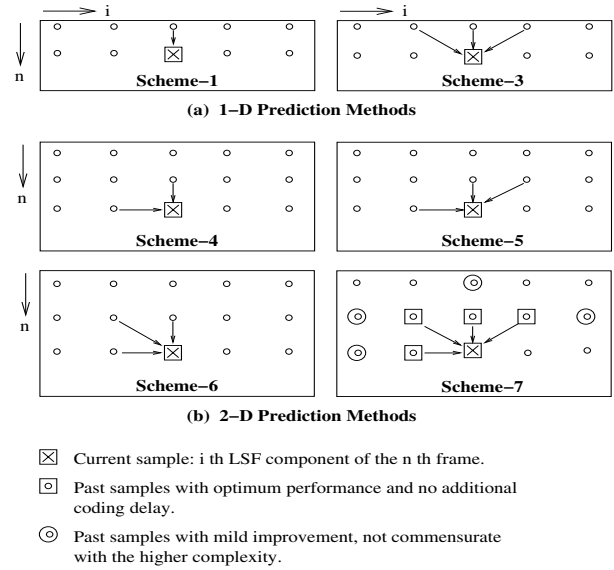 i
i
n
Scheme−1
Scheme−3
(a) 1−D Prediction Methods
n
Scheme−4
Scheme−5
n
Scheme−6
Scheme−7
(b) 2−D Prediction Methods
Current sample: i th LSF component of the n th frame.
Past samples with optimum performance and no additional
coding delay.
Past samples with mild improvement, not commensurate
with the higher complexity.